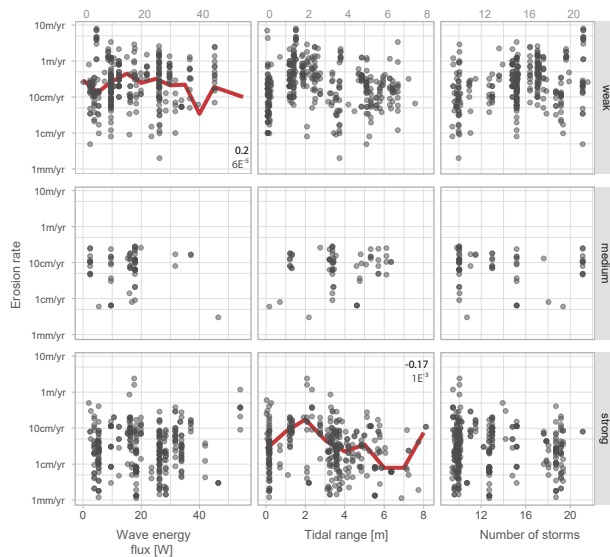 0 20 40 0 2 4 6 8 12 16 20
10m/yr
1m/yr
10cm/yr
1cm/yr
1mm/yr
0.2
6E-5
weak
10m/yr
1m/yr
10cm/yr
1cm/yr
1mm/yr
Erosion rate
medium
10m/yr
1m/yr
10cm/yr
1cm/yr
1mm/yr
-0.17
1E-3
strong
0 20 40 0 2 4 6 8 12 16 20
Wave energy
flux [W]
Tidal range [m]
Number of storms